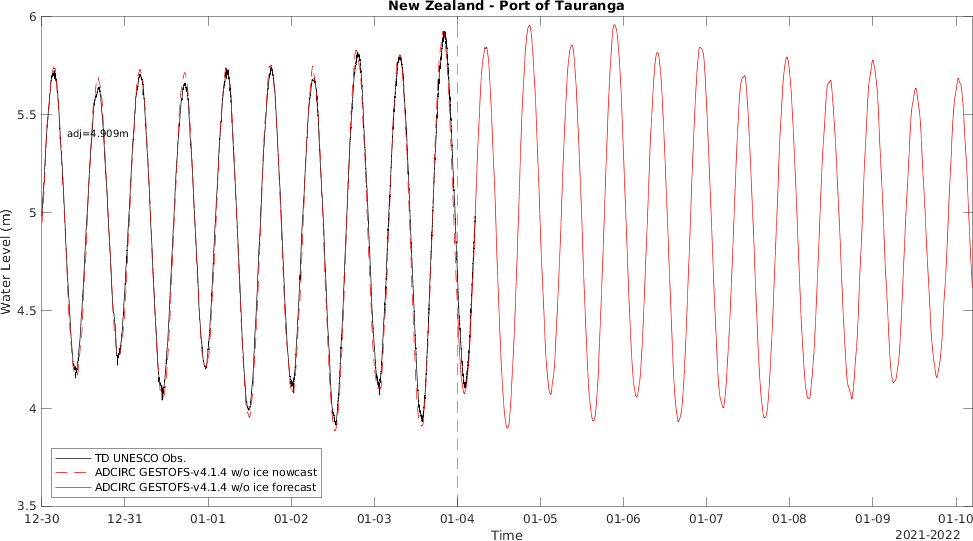 New Zealand - Port of Tauranga
Water Level (m)
6
5.5
5
4.5
4
3.5
adj=4.909m
TD UNESCO Obs.
ADCIRC GESTOFS-v4.1.4 w/o ice nowcast
ADCIRC GESTOFS-v4.1.4 w/o ice forecast
12-30 12-31 01-01 01-02 01-03 01-04 01-05 01-06 01-07 01-08 01-09 01-10
Time
2021-2022